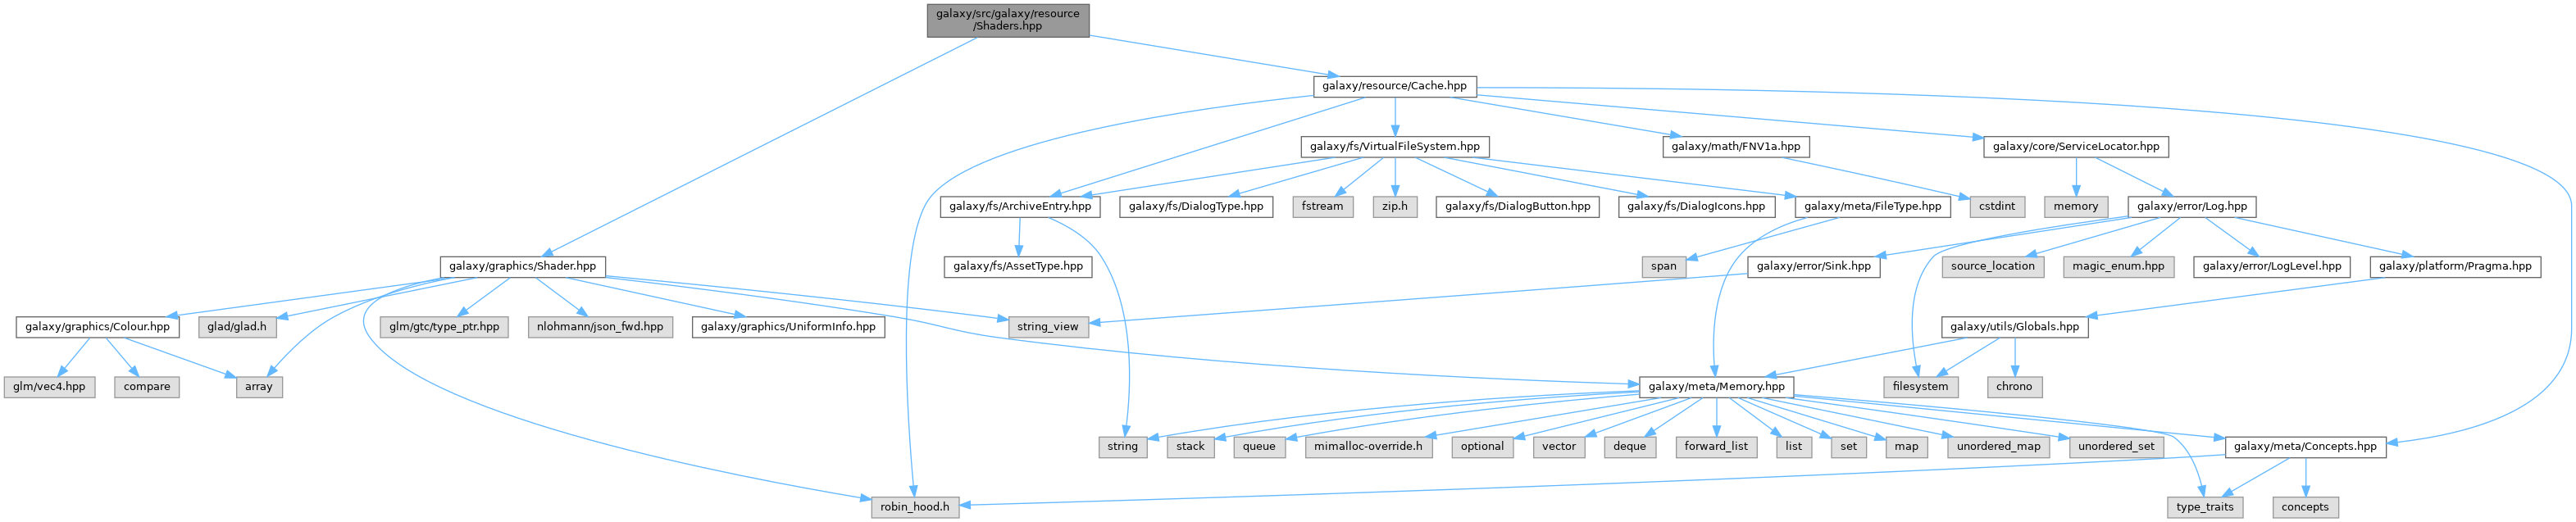 galaxy/src/galaxy/resource
/Shaders.hpp
galaxy/resource/Cache.hpp
galaxy/fs/VirtualFileSystem.hpp
galaxy/math/FNV1a.hpp
galaxy/core/ServiceLocator.hpp
galaxy/fs/ArchiveEntry.hpp
galaxy/fs/DialogType.hpp
fstream
zip.h
galaxy/fs/DialogButton.hpp
galaxy/fs/DialogIcons.hpp
galaxy/meta/FileType.hpp
cstdint
memory
galaxy/error/Log.hpp
galaxy/graphics/Shader.hpp
galaxy/fs/AssetType.hpp
span
galaxy/error/Sink.hpp
source_location
magic_enum.hpp
galaxy/error/LogLevel.hpp
galaxy/platform/Pragma.hpp
galaxy/graphics/Colour.hpp
glad/glad.h
glm/gtc/type_ptr.hpp
nlohmann/json_fwd.hpp
galaxy/graphics/UniformInfo.hpp
string_view
galaxy/utils/Globals.hpp
glm/vec4.hpp
compare
array
galaxy/meta/Memory.hpp
filesystem
chrono
string
stack
queue
mimalloc-override.h
optional
vector
deque
forward_list
list
set
map
unordered_map
unordered_set
galaxy/meta/Concepts.hpp
robin_hood.h
type_traits
concepts